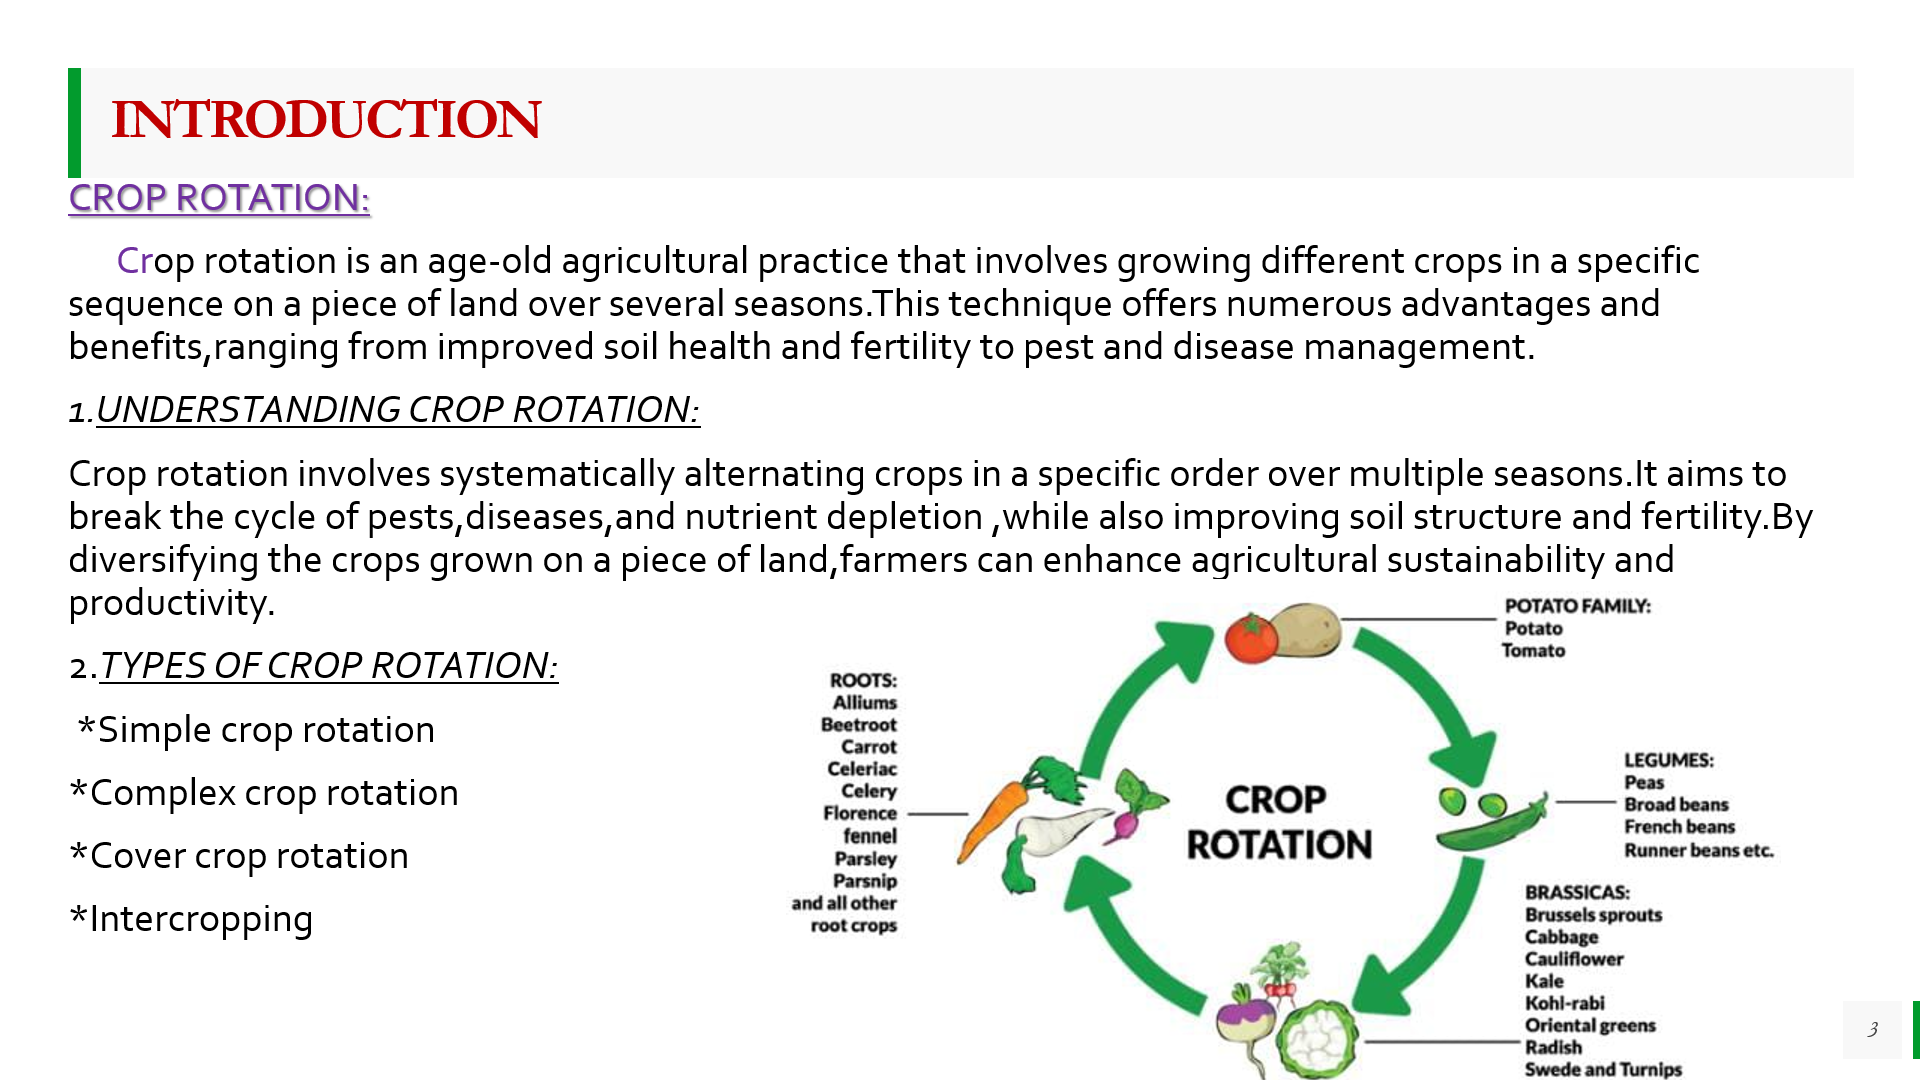 INTRODUCTION
CROP ROTATION:
Crop rotation is an age-old agricultural practice that involves growing different crops in a specific
sequence on a piece of land over several seasons.This technique offers numerous advantages and
benefits,ranging from improved soil health and fertility to pest and disease management.
1.UNDERSTANDING CROP ROTATION:
Crop rotation involves systematically alternating crops in a specific order over multiple seasons.It aims to
break the cycle of pests,diseases,and nutrient depletion ,while also improving soil structure and fertility.By
diversifying the crops grown on a piece of land,farmers can enhance agricultural sustainability and
productivity.
2.TYPES OF CROP ROTATION:
*Simple crop rotation
*Complex crop rotation
*Cover crop rotation
*Intercropping
POTATO FAMILY:
Potato
Tomato
ROOTS:
Alliums
Beetroot
Carrot
Celeriac
Celery
Florence
fennel
Parsley
Parsnip
and all other
root crops
CROP
ROTATION
LEGUMES:
Peas
Broad beans
French beans
Runner beans etc.
BRASSICAS:
Brussels sprouts
Cabbage
Cauliflower
Kale
Kohl-rabi
Oriental greens
Radish
Swede and Turnips
3